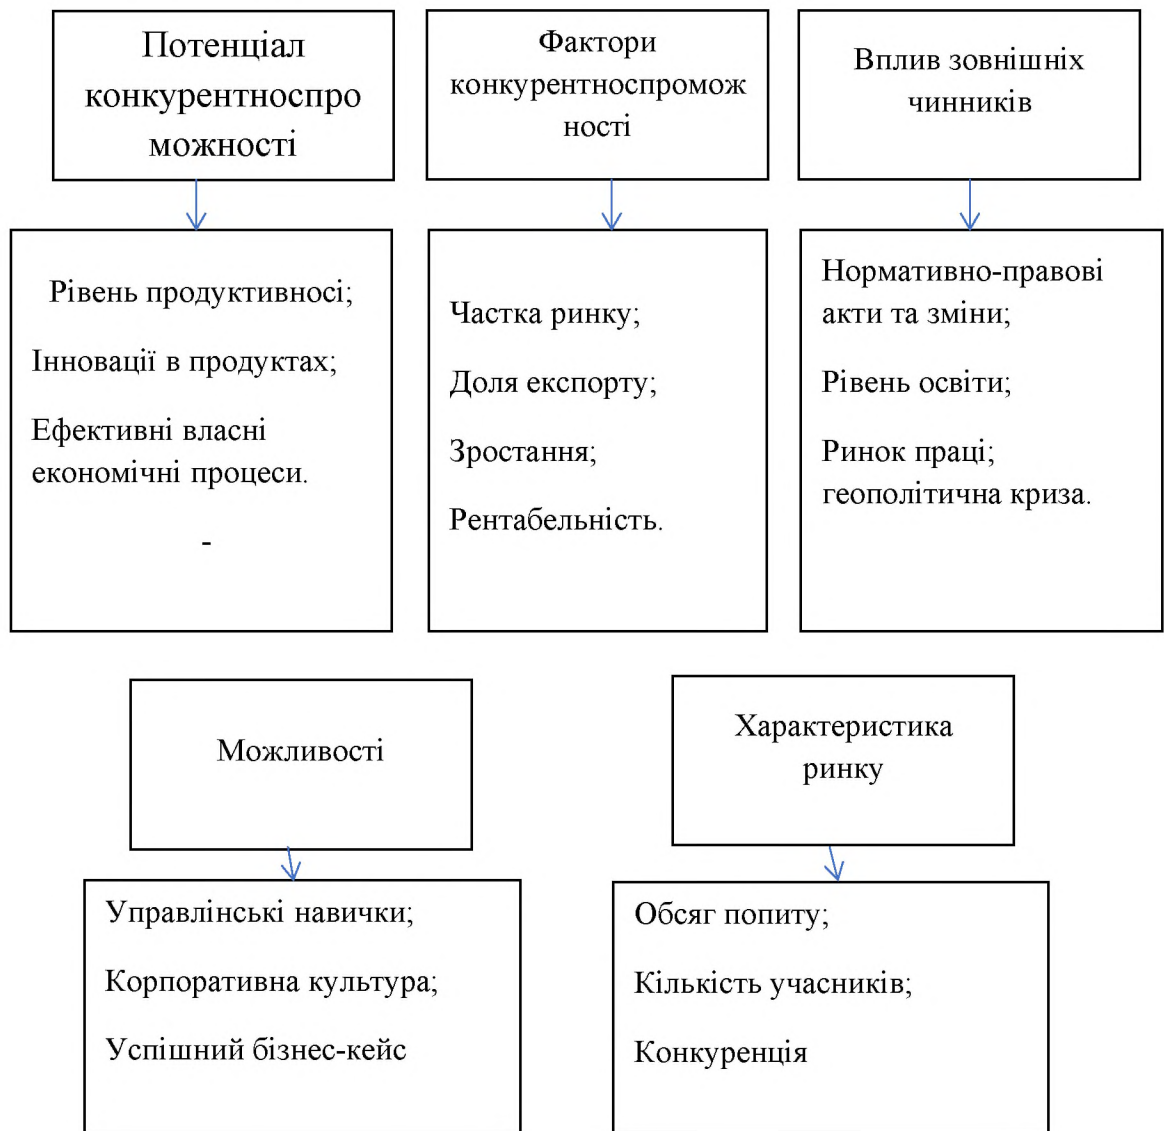 Потенціал
конкурентноспро
можності
Фактори
конкурентноспромож
ності
Вплив зовнішніх
чинників
Рівень продуктивносі;
Інновації в продуктах;
Ефективні власні
економічні процеси.
-
Частка ринку;
Доля експорту;
Зростання;
Рентабельність.
Нормативно-правові
акти та зміни;
Рівень освіти;
Ринок праці;
геополітична криза.
Можливості
Характеристика
ринку
Управлінські навички;
Корпоративна культура;
Успішний бізнес-кейс
Обсяг попиту;
Кількість учасників;
Конкуренція